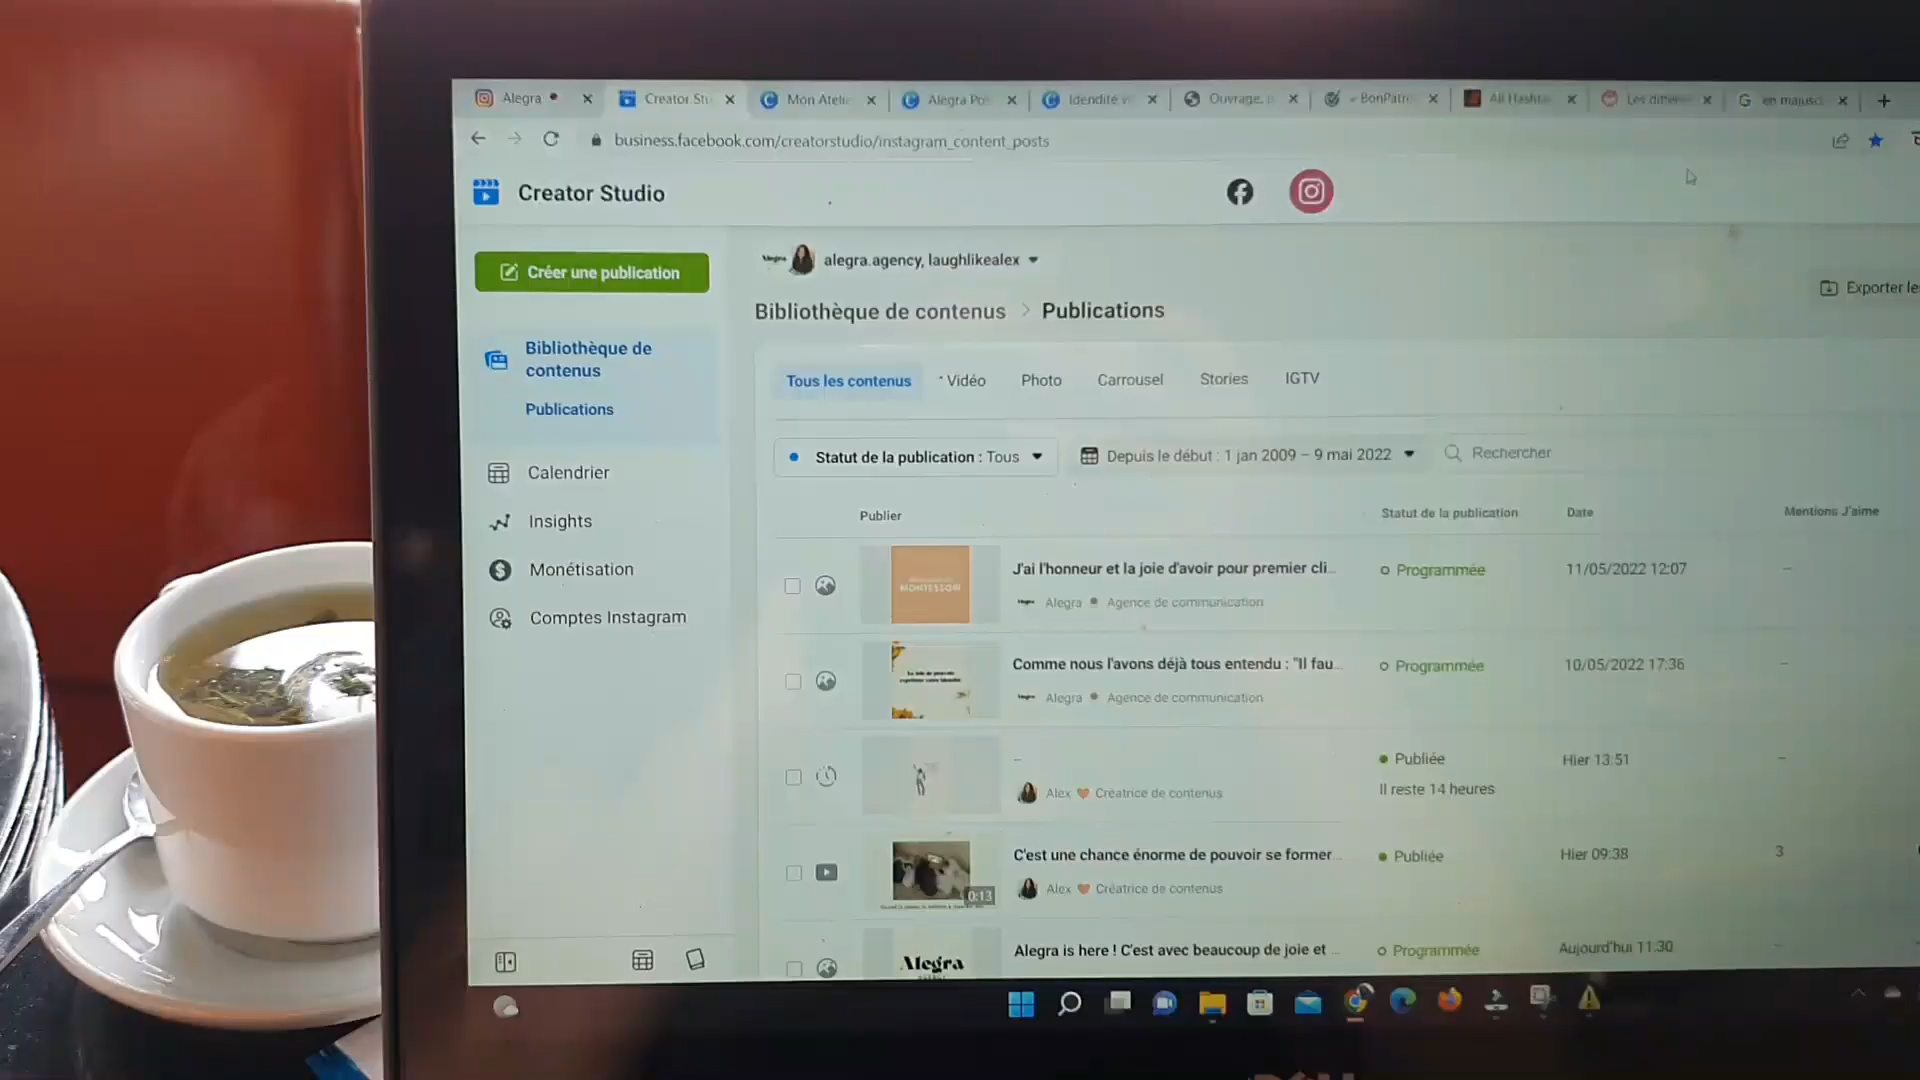 Alegra
Creator Stu
Mon Atelie
Alegra Pos
Idendité v
Ouvrage,
BonPatro
All Hashta
Les différe
en majusc
business.facebook.com/creatorstudio/instagram_content_posts
Creator Studio
Créer une publication
alegra.agency, laughlikealex
Exporter les
Bibliothèque de contenus > Publications
Bibliothèque de
contenus
Publications
Calendrier
Insights
Monétisation
Comptes Instagram
Tous les contenus
Vidéo
Photo
Carrousel
Stories
IGTV
Statut de la publication : Tous
Depuis le début : 1 jan 2009 – 9 mai 2022
Rechercher
Publier
Statut de la publication
Date
Mentions J'aime
MONTESSORI
J'ai l'honneur et la joie d'avoir pour premier cli...
Programmée
11/05/2022 12:07
--
Alegra • Agence de communication
Comme nous l'avons déjà tous entendu : "Il fau...
Programmée
10/05/2022 17:36
--
Alegra • Agence de communication
--
Publiée
Hier 13:51
--
Il reste 14 heures
Alex 🧡 Créatrice de contenus
0:13
C'est une chance énorme de pouvoir se former...
Publiée
Hier 09:38
3
Alex 🧡 Créatrice de contenus
Alegra
Alegra is here ! C'est avec beaucoup de joie et ...
Programmée
Aujourd'hui 11:30
--